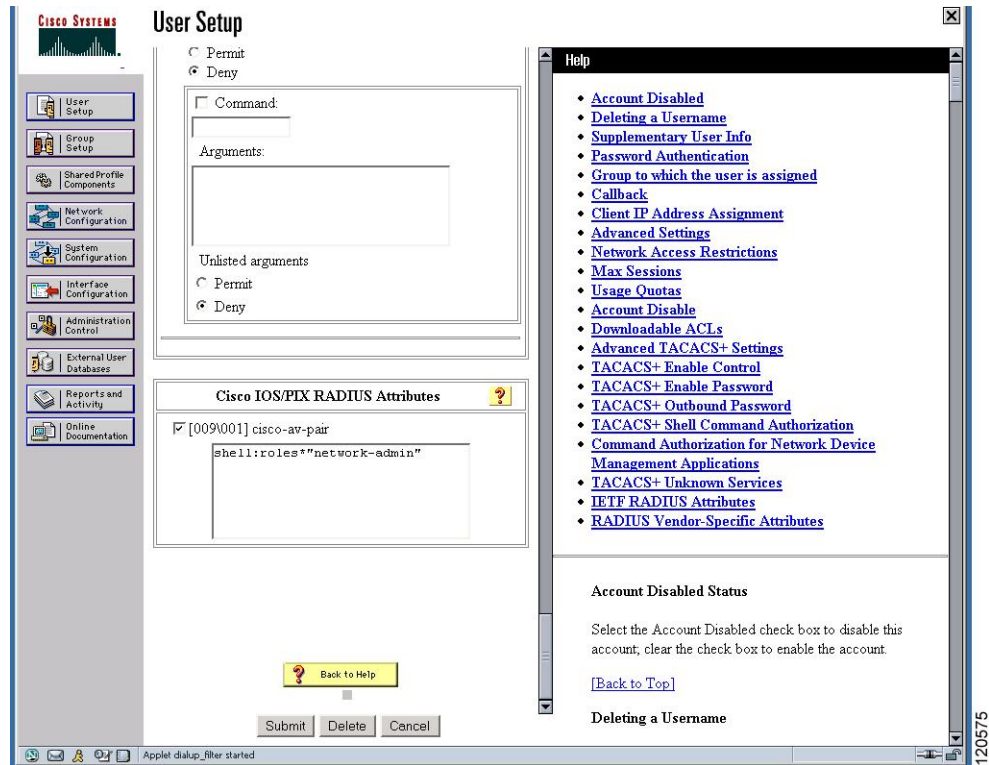 CISCO SYSTEMS
User Setup
User
Setup
Group
Setup
Shared Profile
Components
Network
Configuration
System
Configuration
Interface
Configuration
Administration
Control
External User
Databases
Reports and
Activity
Online
Documentation
Permit
Deny
Command:
Arguments:
Unlisted arguments
Permit
Deny
Cisco IOS/PIX RADIUS Attributes
?
[009\001] cisco-av-pair
shell:roles*"network-admin"
? Back to Help
Submit Delete Cancel
Help
Account Disabled
Deleting a Username
Supplementary User Info
Password Authentication
Group to which the user is assigned
Callback
Client IP Address Assignment
Advanced Settings
Network Access Restrictions
Max Sessions
Usage Quotas
Account Disable
Downloadable ACLs
Advanced TACACS+ Settings
TACACS+ Enable Control
TACACS+ Enable Password
TACACS+ Outbound Password
TACACS+ Shell Command Authorization
Command Authorization for Network Device
Management Applications
TACACS+ Unknown Services
IETF RADIUS Attributes
RADIUS Vendor-Specific Attributes
Account Disabled Status
Select the Account Disabled check box to disable this
account; clear the check box to enable the account.
[Back to Top]
Deleting a Username
Applet dialup_filter started
120575